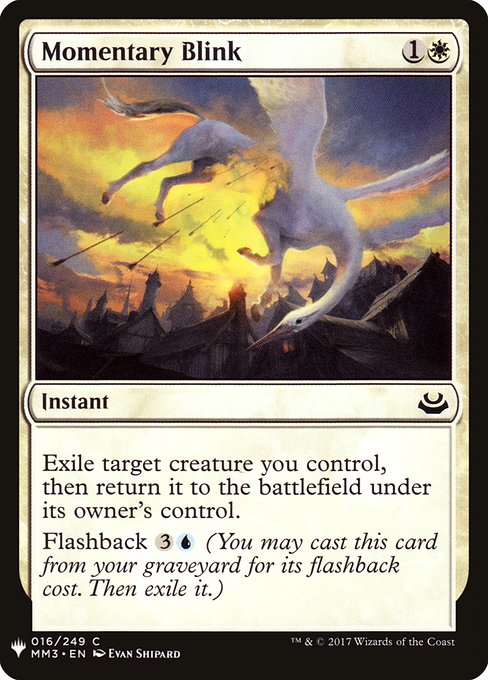 Momentary Blink 1
Instant
Exile target creature you control,
then return it to the battlefield under
its owner's control.
Flashback 3 (You may cast this card
from your graveyard for its flashback
cost. Then exile it.)
016/249 C
MM3 • EN Evan Shipard
™ & © 2017 Wizards of the Coast